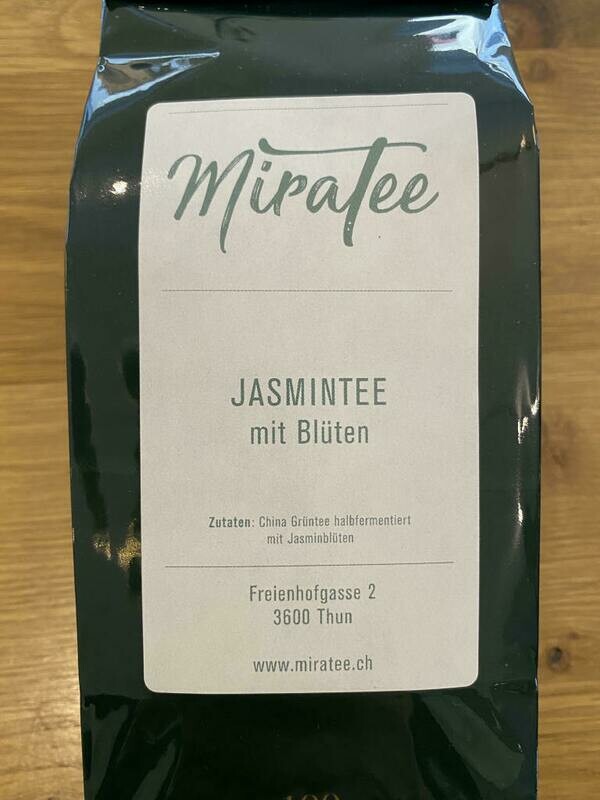 MiraTee
JASMINTEE
mit Blüten
Zutaten: China Grüntee halbfermentiert
mit Jasminblüten
Freienhofgasse 2
3600 Thun
www.miratee.ch